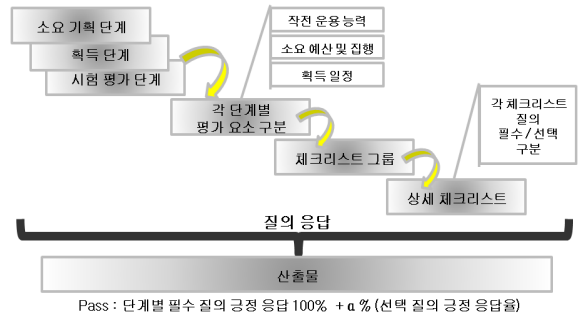 소요 기획 단계
획득 단계
시험 평가 단계
작전 운용 능력
소요 예산 및 집행
획득 일정
각 단계별
평가 요소 구분
체크리스트 그룹
각 체크리스트
질의
필수/선택
구분
상세 체크리스트
질의 응답
산출물
Pass : 단계별 필수 질의 긍정 응답 100% + α % (선택 질의 긍정 응답율)